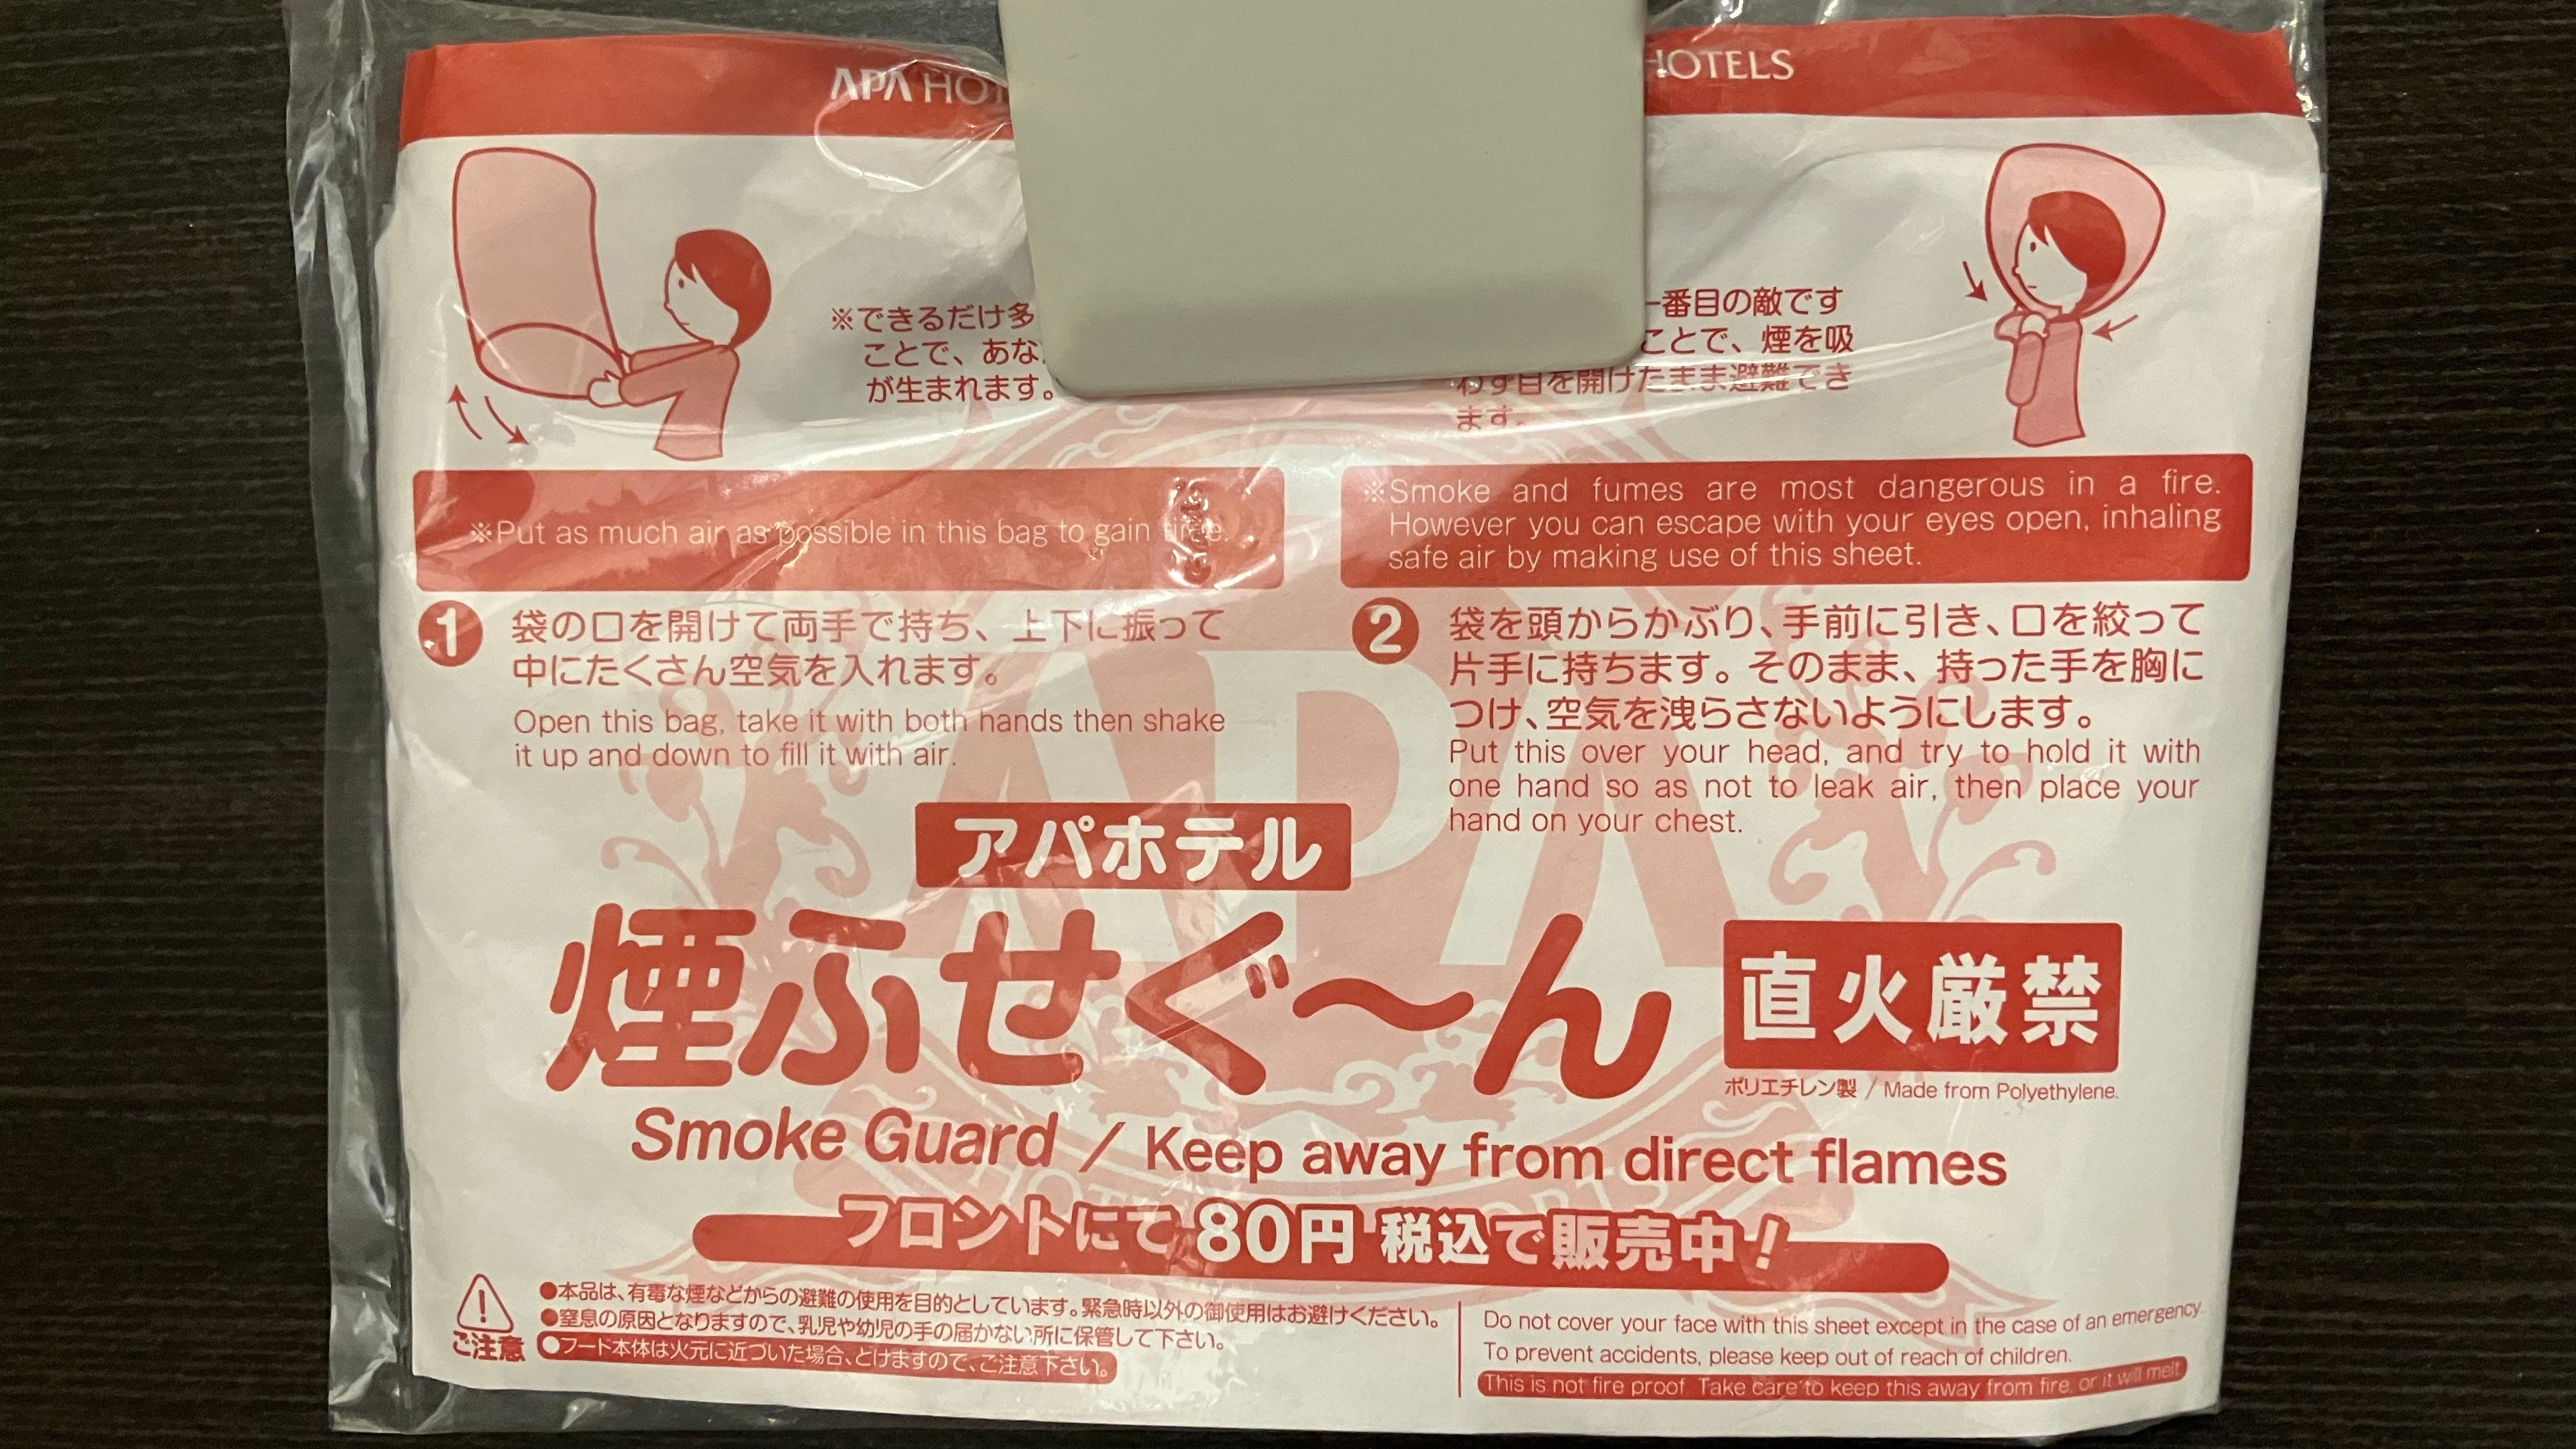 APA HOT
HOTELS
※できるだけ多
ことで、あな
が生まれます。
一番目の敵です
ことで、煙を吸
わず目を開けたまま避難でき
ます。
※Put as much air as possible in this bag to gain time.
※Smoke and fumes are most dangerous in a fire.
However you can escape with your eyes open, inhaling
safe air by making use of this sheet.
1 袋の口を開けて両手で持ち、上下に振って
中にたくさん空気を入れます。
Open this bag, take it with both hands then shake
it up and down to fill it with air.
2 袋を頭からかぶり、手前に引き、口を絞って
片手に持ちます。そのまま、持った手を胸に
つけ、空気を洩らさないようにします。
Put this over your head, and try to hold it with
one hand so as not to leak air, then place your
hand on your chest.
APA
アパホテル
煙ふせぐ〜ん
直火厳禁
ポリエチレン製 / Made from Polyethylene.
Smoke Guard / Keep away from direct flames
フロントにて 80円 税込で販売中!
ご注意
●本品は、有毒な煙などからの避難の使用を目的としています。緊急時以外の御使用はお避けください。
●窒息の原因となりますので、乳児や幼児の手の届かない所に保管して下さい。
●フード本体は火元に近づいた場合、とけますので、ご注意下さい。
Do not cover your face with this sheet except in the case of an emergency.
To prevent accidents, please keep out of reach of children.
This is not fire proof Take care to keep this away from fire, or it will melt